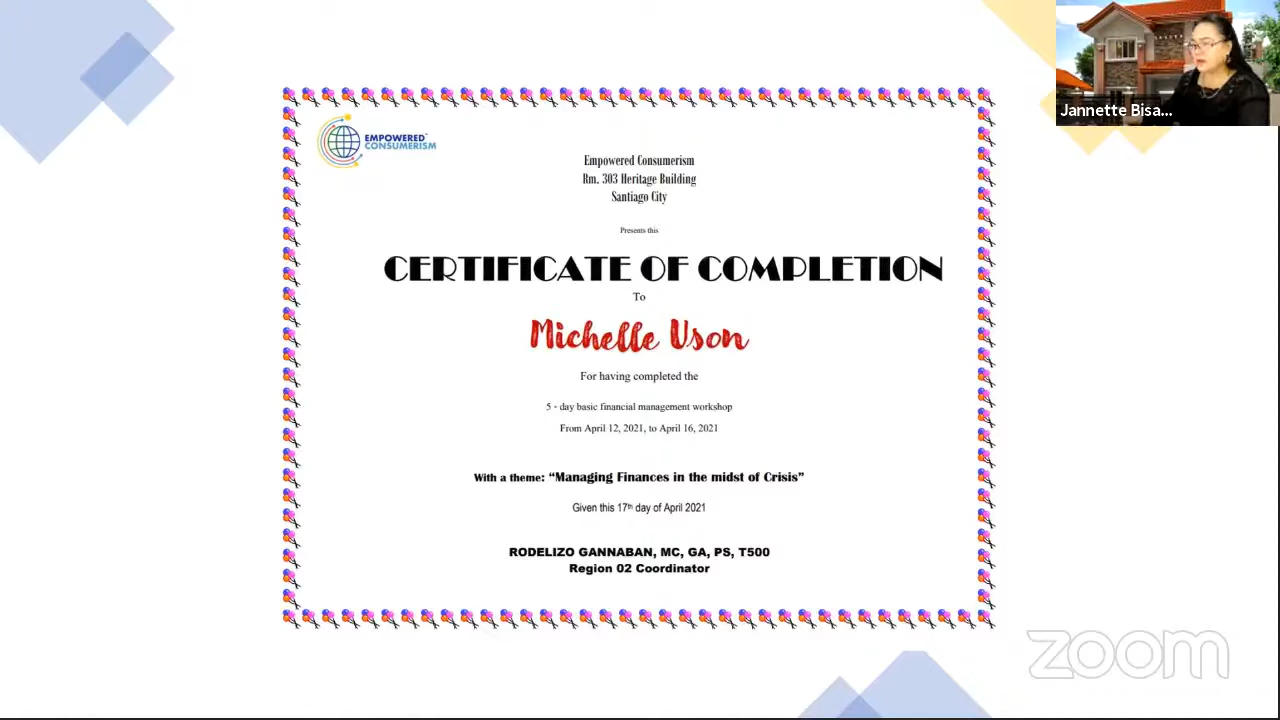 Jannette Bisa...
EMPOWERED™
CONSUMERISM
Empowered Consumerism
Rm. 303 Heritage Building
Santiago City
Presents this
CERTIFICATE OF COMPLETION
To
Michelle Uson
For having completed the
5 - day basic financial management workshop
From April 12, 2021, to April 16, 2021
With a theme: “Managing Finances in the midst of Crisis”
Given this 17th day of April 2021
RODELIZO GANNABAN, MC, GA, PS, T500
Region 02 Coordinator
zoom